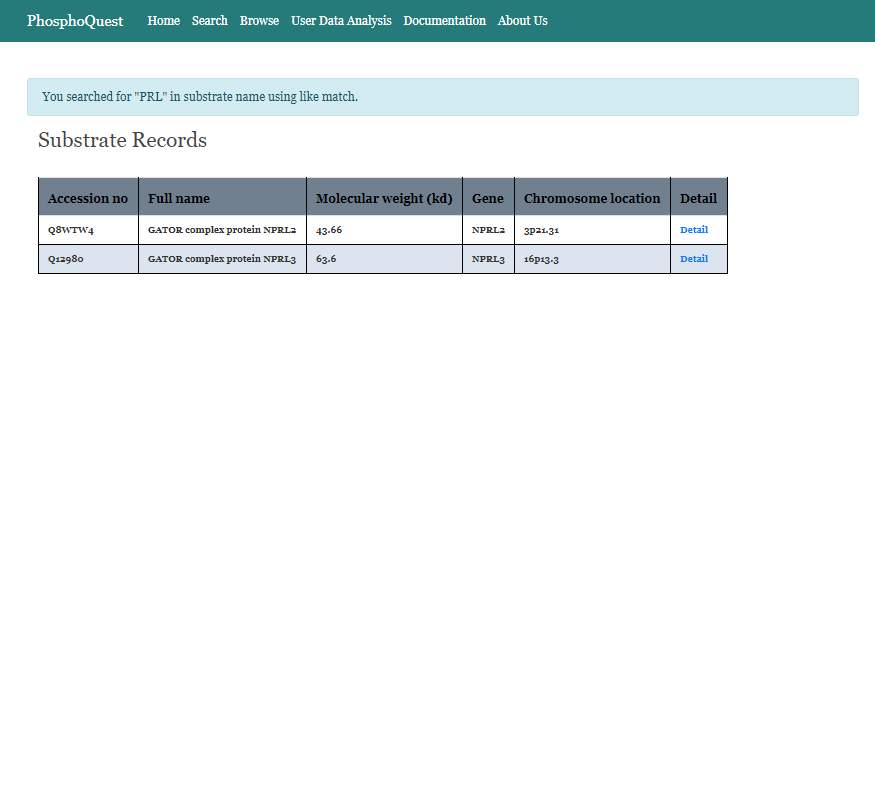 PhosphoQuest Home Search Browse User Data Analysis Documentation About Us
You searched for "PRL" in substrate name using like match.
Substrate Records
Accession no Full name Molecular weight (kd) Gene Chromosome location Detail
Q8WTW4 GATOR complex protein NPRL2 43.66 NPRL2 3p21.31 Detail
Q12980 GATOR complex protein NPRL3 63.6 NPRL3 16p13.3 Detail